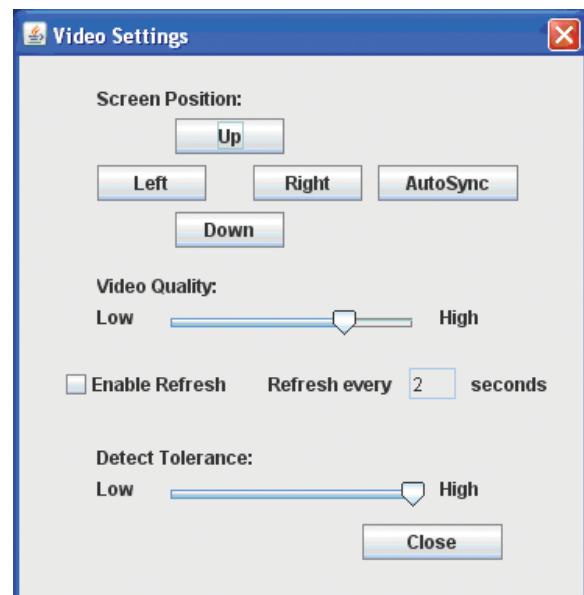 Video Settings
Screen Position:
Up
Left Right AutoSync
Down
Video Quality:
Low High
Enable Refresh Refresh every 2 seconds
Detect Tolerance:
Low High
Close